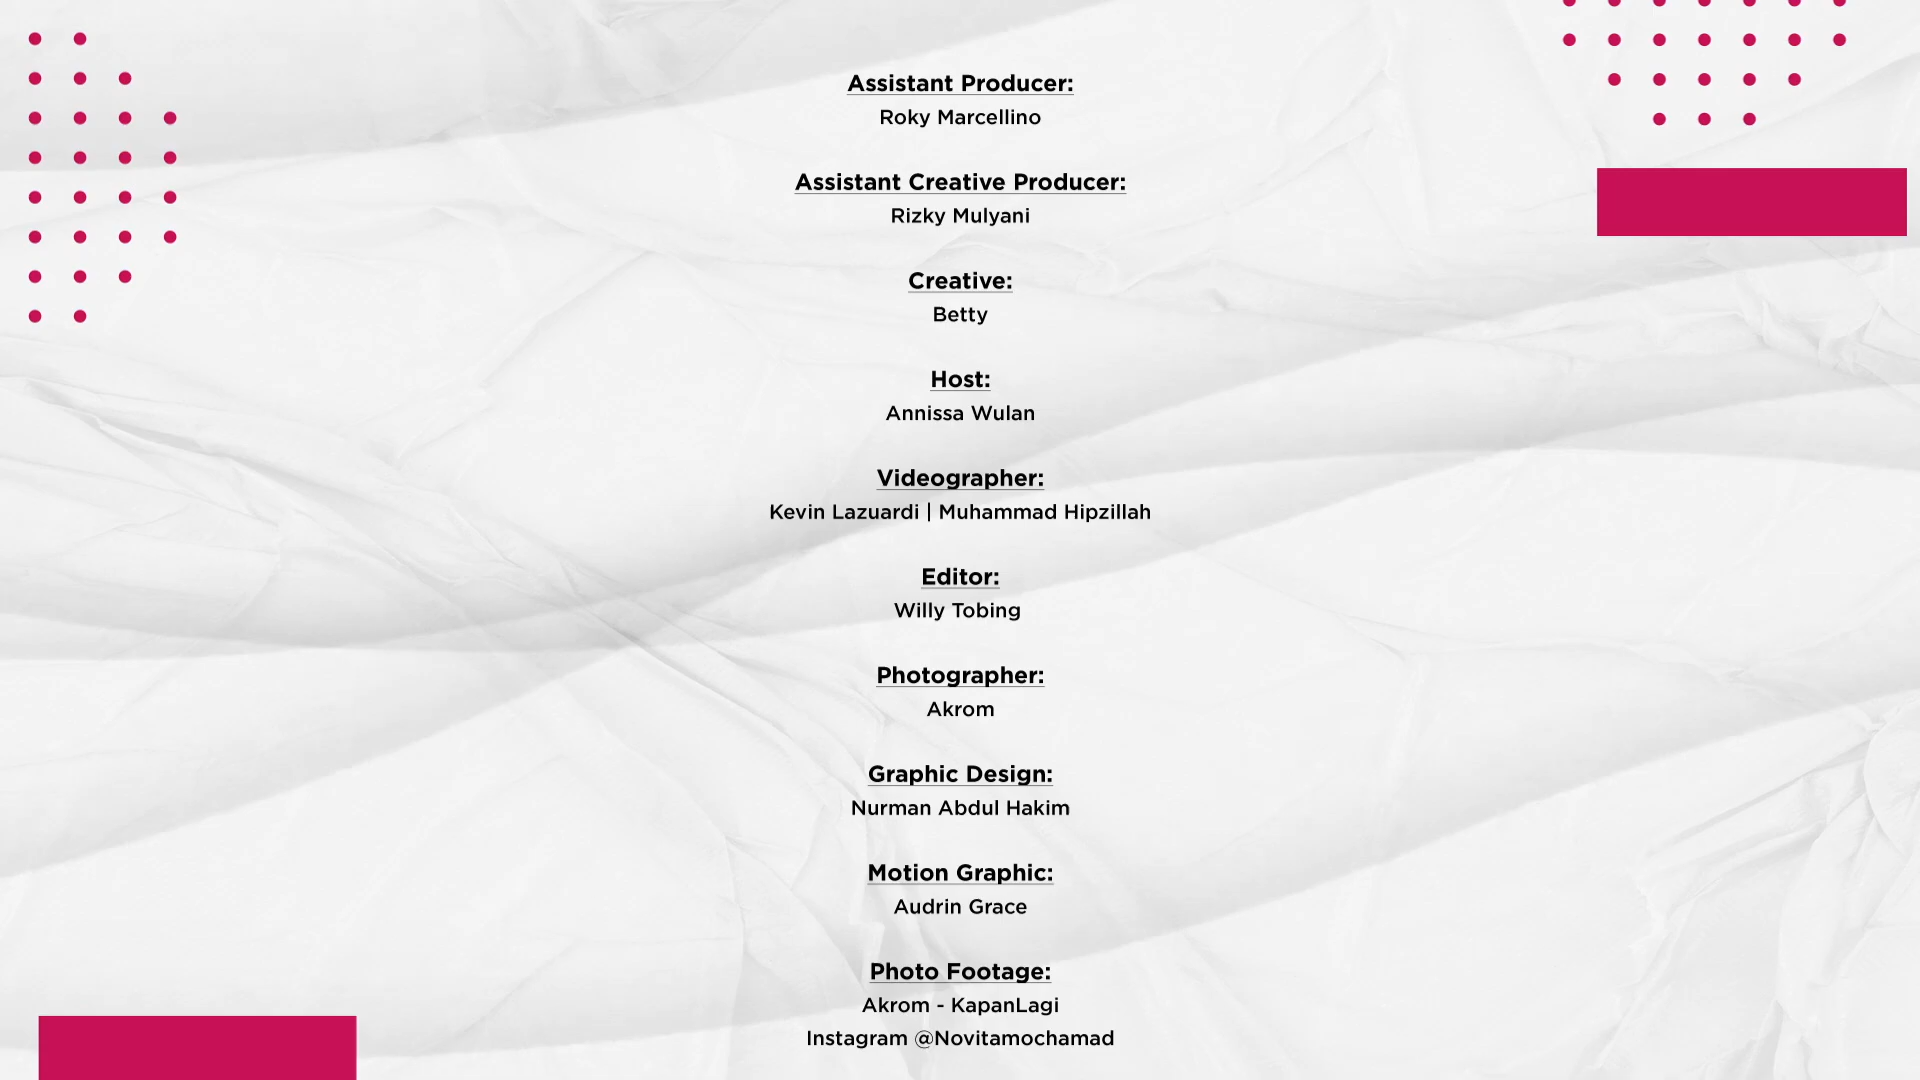 Assistant Producer:
Roky Marcellino
Assistant Creative Producer:
Rizky Mulyani
Creative:
Betty
Host:
Annissa Wulan
Videographer:
Kevin Lazuardi | Muhammad Hipzillah
Editor:
Willy Tobing
Photographer:
Akrom
Graphic Design:
Nurman Abdul Hakim
Motion Graphic:
Audrin Grace
Photo Footage:
Akrom - KapanLagi
Instagram @Novitamochamad